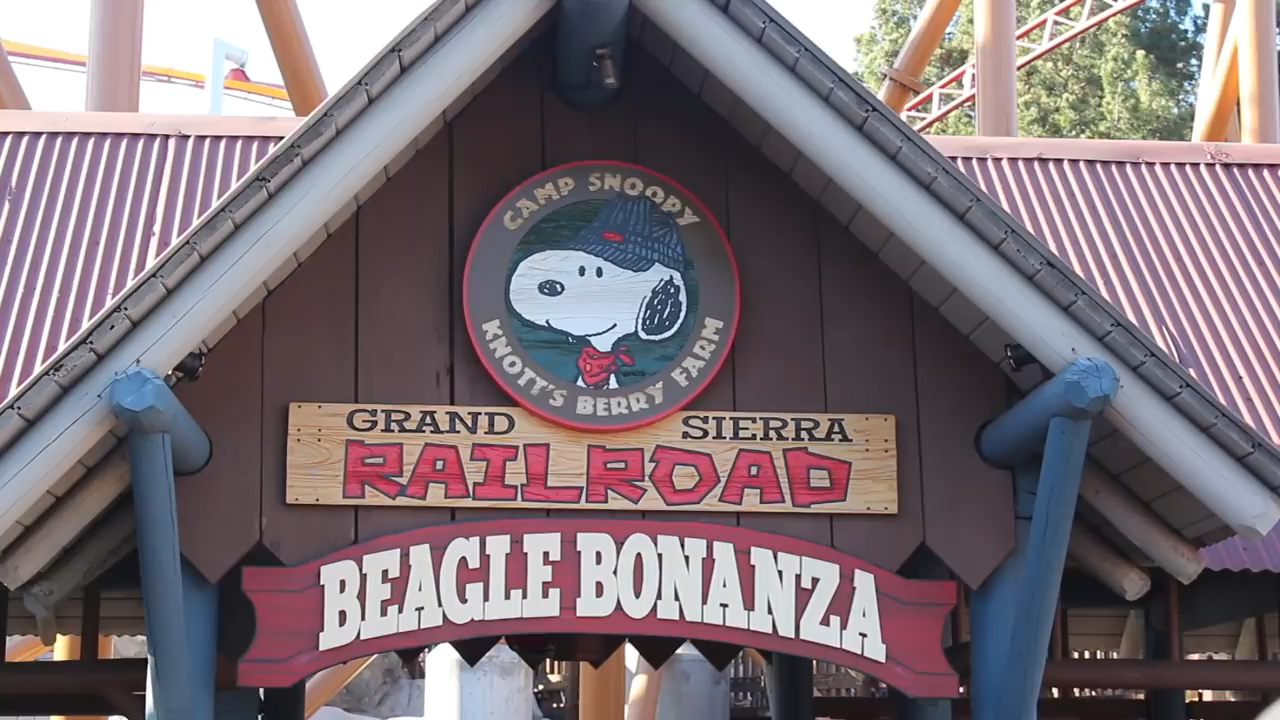 CAMP SNOOPY
KNOTT'S BERRY FARM
GRAND SIERRA
RAILROAD
BEAGLE BONANZA